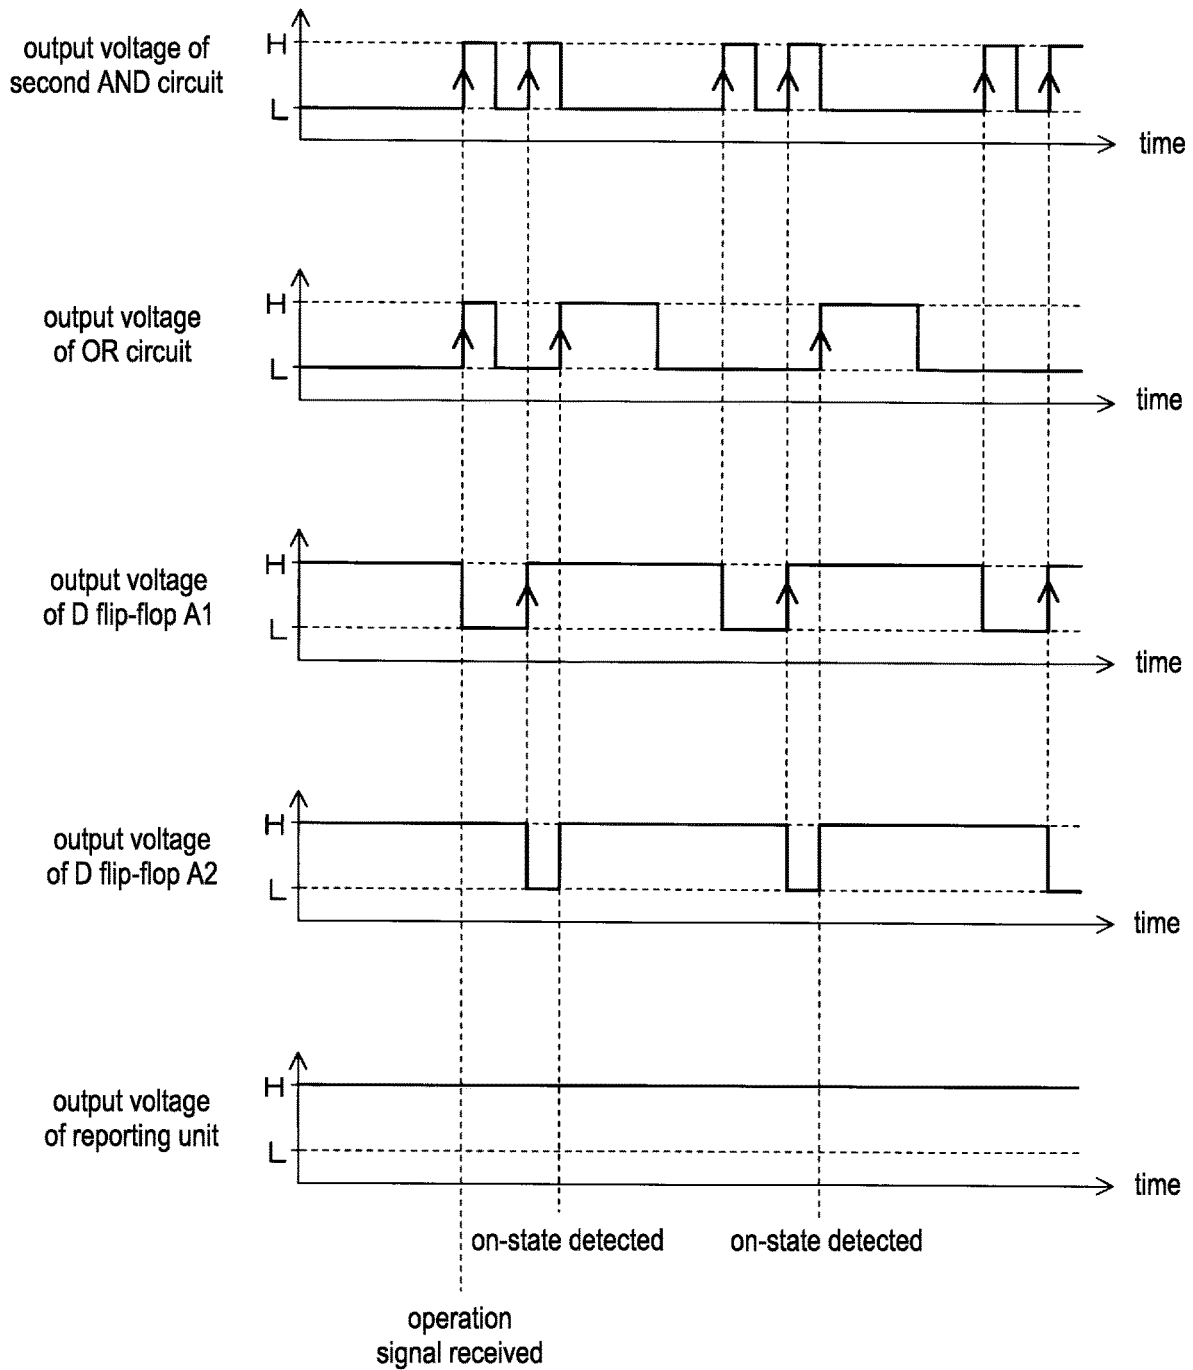 output voltage of
second AND circuit
H
L
time
output voltage
of OR circuit
H
L
time
output voltage
of D flip-flop A1
H
L
time
output voltage
of D flip-flop A2
H
L
time
output voltage
of reporting unit
H
L
time
on-state detected
on-state detected
operation
signal received